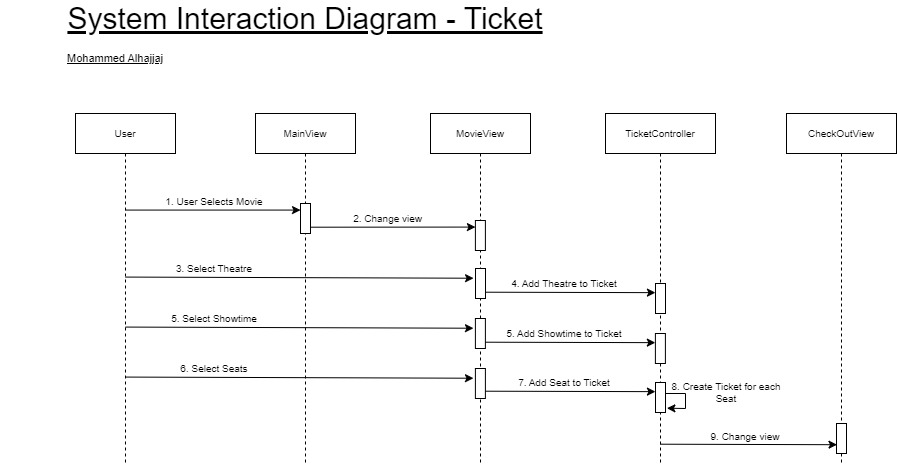 System Interaction Diagram - Ticket
Mohammed Alhajjaj
User
MainView
MovieView
TicketController
CheckOutView
1. User Selects Movie
2. Change view
3. Select Theatre
4. Add Theatre to Ticket
5. Select Showtime
5. Add Showtime to Ticket
6. Select Seats
7. Add Seat to Ticket
8. Create Ticket for each
Seat
9. Change view